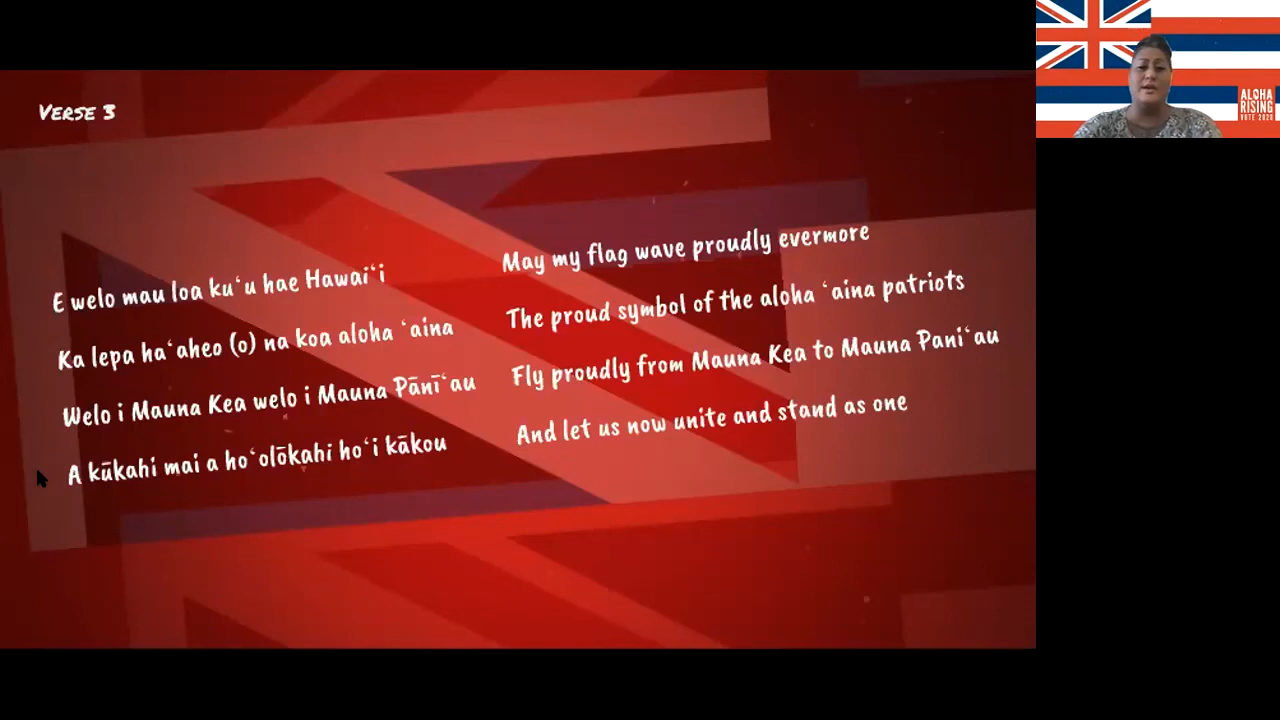 VERSE 3
E welo mau loa kuʻu hae Hawaiʻi
Ka lepa haʻaheo (o) na koa aloha ʻaina
Welo i Mauna Kea welo i Mauna Pānīʻau
A kūkahi mai a hoʻolōkahi hoʻi kākou
May my flag wave proudly evermore
The proud symbol of the aloha ʻaina patriots
Fly proudly from Mauna Kea to Mauna Paniʻau
And let us now unite and stand as one
ALOHA
RISING
VOTE 2020